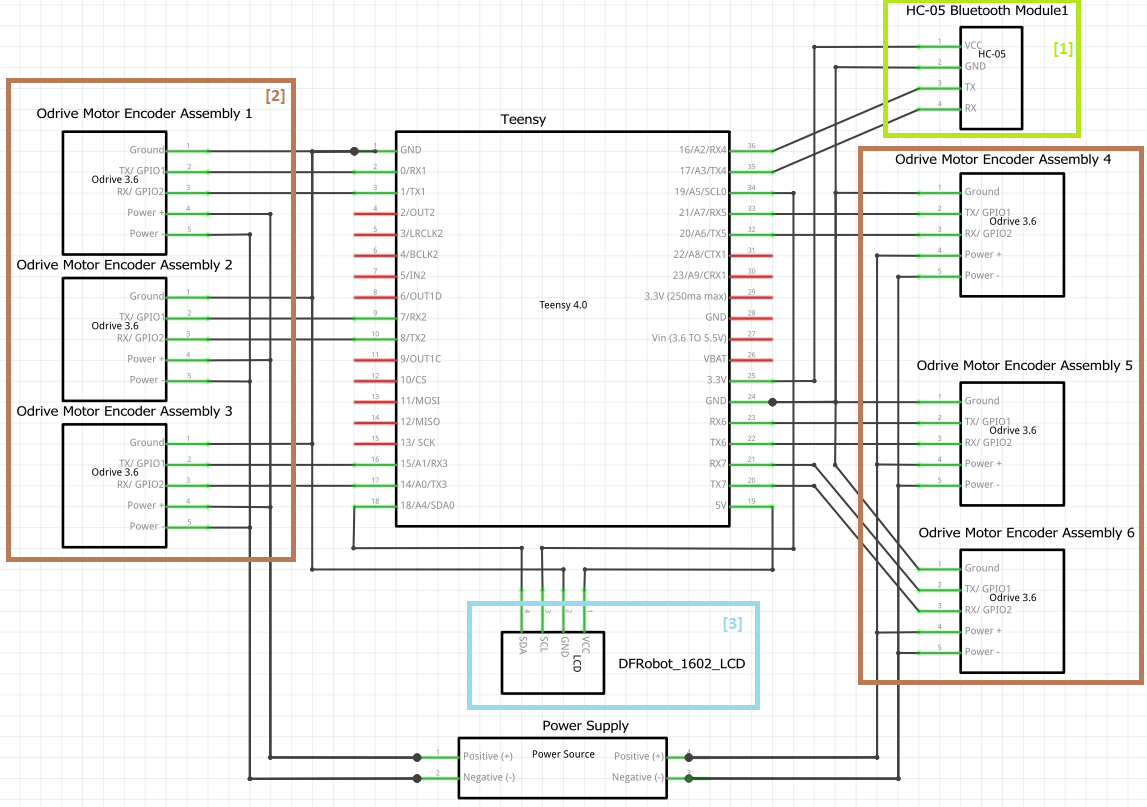 HC-05 Bluetooth Module1
1 VCC
HC-05
2 GND
3 TX
4 RX
[1]
[2]
Odrive Motor Encoder Assembly 1
Ground 1
TX/ GPIO1 2
Odrive 3.6
RX/ GPIO2 3
Power + 4
Power - 5
Odrive Motor Encoder Assembly 2
Ground 1
TX/ GPIO1 2
Odrive 3.6
RX/ GPIO2 3
Power + 4
Power - 5
Odrive Motor Encoder Assembly 3
Ground 1
TX/ GPIO1 2
Odrive 3.6
RX/ GPIO2 3
Power + 4
Power - 5
Teensy
Teensy 4.0
1 GND
2 0/RX1
3 1/TX1
4 2/OUT2
5 3/LRCLK2
6 4/BCLK2
7 5/IN2
8 6/OUT1D
9 7/RX2
10 8/TX2
11 9/OUT1C
12 10/CS
13 11/MOSI
14 12/MISO
15 13/ SCK
16 15/A1/RX3
17 14/A0/TX3
18 18/A4/SDA0
16/A2/RX4 36
17/A3/TX4 35
19/A5/SCL0 34
21/A7/RX5 33
20/A6/TX5 32
22/A8/CTX1 31
23/A9/CRX1 30
3.3V (250ma max) 29
GND 28
Vin (3.6 TO 5.5V) 27
VBAT 26
3.3V 25
GND 24
RX6 23
TX6 22
RX7 21
TX7 20
5V 19
Odrive Motor Encoder Assembly 4
1 Ground
2 TX/ GPIO1
Odrive 3.6
3 RX/ GPIO2
4 Power +
5 Power -
Odrive Motor Encoder Assembly 5
1 Ground
2 TX/ GPIO1
Odrive 3.6
3 RX/ GPIO2
4 Power +
5 Power -
Odrive Motor Encoder Assembly 6
1 Ground
2 TX/ GPIO1
Odrive 3.6
3 RX/ GPIO2
4 Power +
5 Power -
[3]
4 SDA
3 SCL
2 GND
1 VCC
LCD
DFRobot_1602_LCD
Power Supply
Power Source
1 Positive (+)
2 Negative (-)
Positive (+) 4
Negative (-)